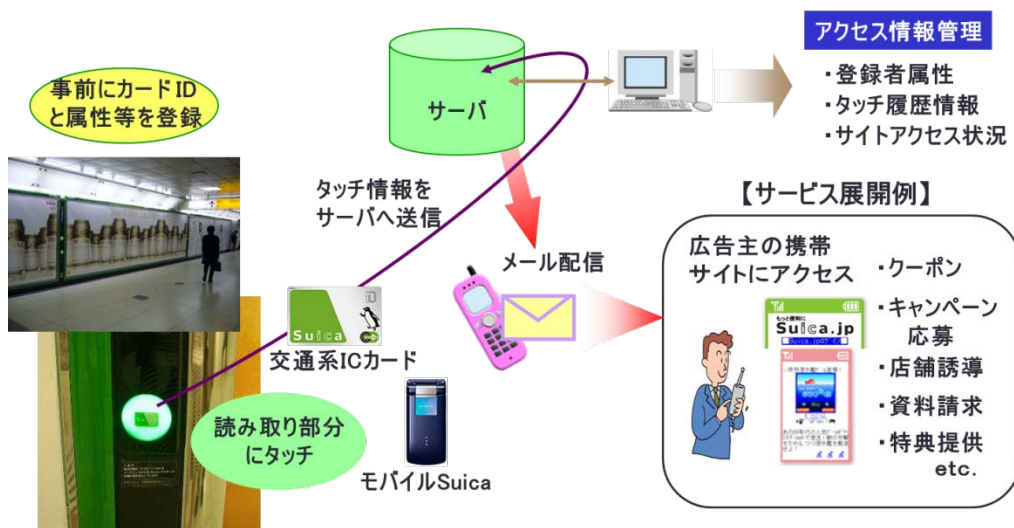 事前にカードID
と属性等を登録
サーバ
アクセス情報管理
・登録者属性
・タッチ履歴情報
・サイトアクセス状況
タッチ情報を
サーバへ送信
メール配信
Suica
交通系ICカード
読み取り部分
にタッチ
モバイルSuica
【サービス展開例】
広告主の携帯
サイトにアクセス
もっと便利に
Suica.jp
・クーポン
・キャンペーン
応募
・店舗誘導
・資料請求
・特典提供
etc.